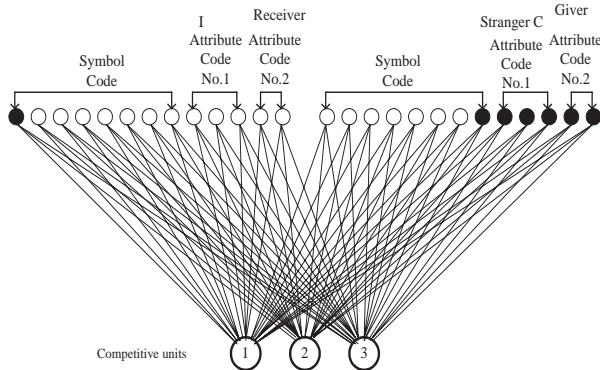 I
Attribute
Code
No.1
Receiver
Attribute
Code
No.2
Symbol
Code
Symbol
Code
Stranger C
Attribute
Code
No.1
Giver
Attribute
Code
No.2
Competitive units
1
2
3